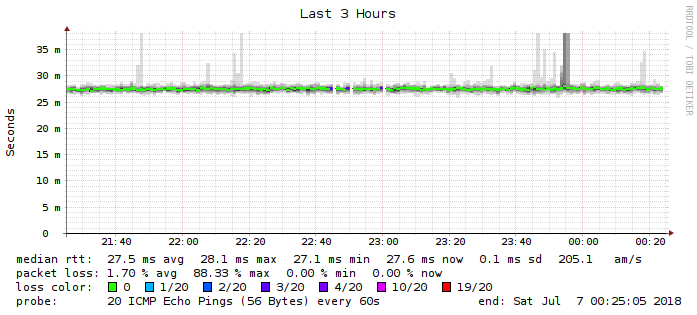 Last 3 Hours
RRDTOOL / TOBI OETIKER
Seconds
35 m
30 m
25 m
20 m
15 m
10 m
5 m
0
21:40 22:00 22:20 22:40 23:00 23:20 23:40 00:00 00:20
median rtt: 27.5 ms avg 28.1 ms max 27.1 ms min 27.6 ms now 0.1 ms sd 205.1 am/s
packet loss: 1.70 % avg 88.33 % max 0.00 % min 0.00 % now
loss color: 0 1/20 2/20 3/20 4/20 10/20 19/20
probe: 20 ICMP Echo Pings (56 Bytes) every 60s end: Sat Jul 7 00:25:05 2018